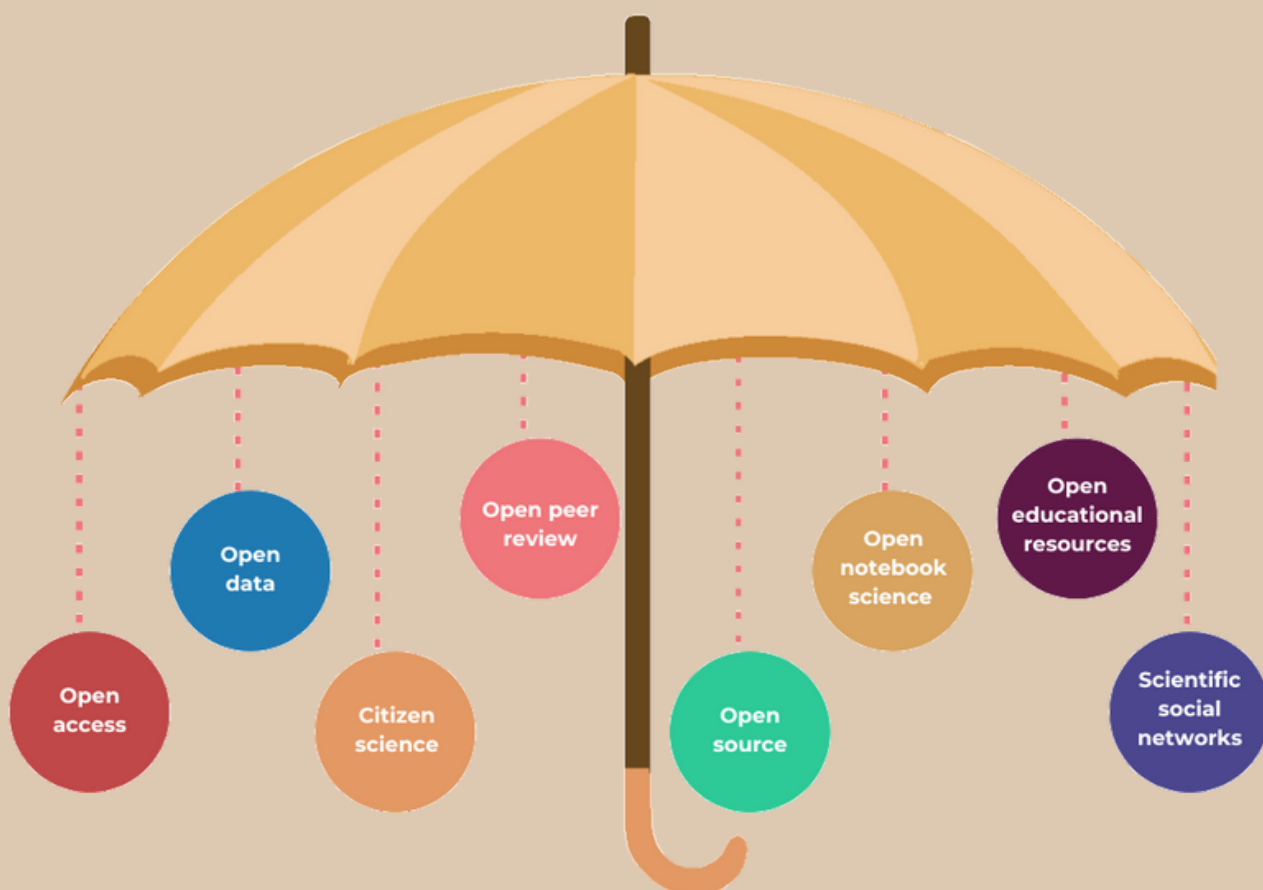 Open
access
Open
data
Citizen
science
Open peer
review
Open
source
Open
notebook
science
Open
educational
resources
Scientific
social
networks